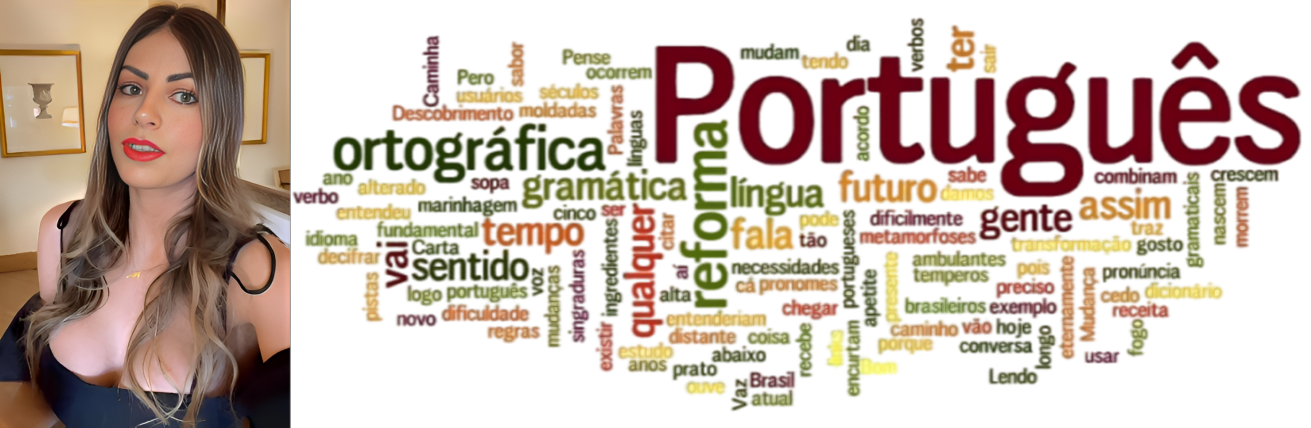 Caminha
sabor
Pense
mudam
dia
verbos
ter
sair
Português
Pero
ocorrem
tendo
usuários
séculos
Descobrimento
moldadas
Palavras
línguas
acordo
ortográfica
reforma
ano
alterado
sopa
gramática
língua
futuro
sabe
damos
combinam
crescem
verbo
entendeu
marinhagem
cinco
ser
citar
pode
dificilmente
gente
assim
gramaticais
nascem
morrem
idioma
fundamental
tempo
qualquer
fala
tão
portugueses
metamorfoses
traz
transformação
gosto
decifrar
vai
Carta
sentido
voz
ingredientes
aí
necessidades
ambulantes
temperos
pois
pronúncia
pistas
logo
português
mudanças
singraduras
alta
cá
pronomes
apetite
presente
preciso
eternamente
Mudança
cedo
dicionário
novo
dificuldade
chegar
brasileiros
exemplo
receita
regras
existir
entenderiam
distante
coisa
recebe
links
encurtam
caminho
vão
hoje
porque
conversa
longo
usar
fogo
estudo
abaixo
anos
prato
Bom
ouve
Vaz
Brasil
atual
Lendo